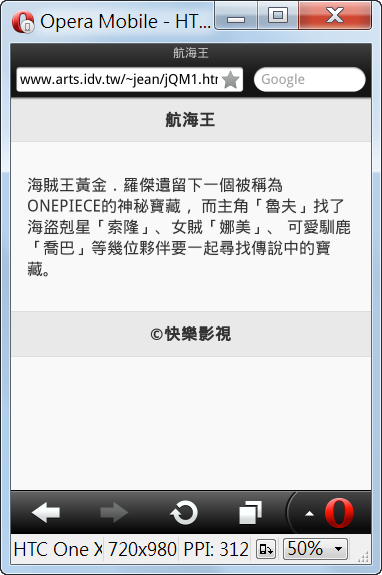 Opera Mobile - HT...
航海王
www.arts.idv.tw/~jean/jQM1.htm
Google
航海王
海賊王黃金．羅傑遺留下一個被稱為
ONEPIECE的神秘寶藏，而主角「魯夫」找了
海盜剋星「索隆」、女賊「娜美」、 可愛馴鹿
「喬巴」等幾位夥伴要一起尋找傳說中的寶
藏。
©快樂影視
HTC One X 720x980 PPI: 312 50%